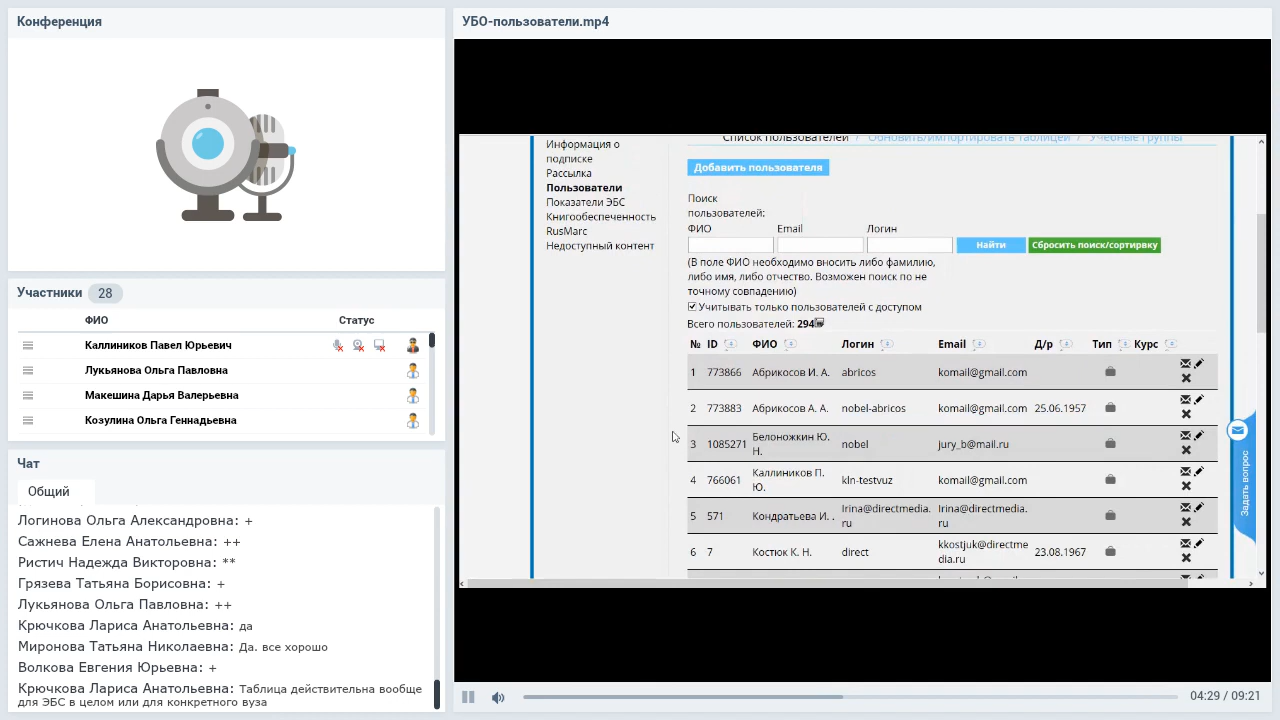 Конференция
Участники 28
ФИО Статус
Каллиников Павел Юрьевич
Лукьянова Ольга Павловна
Макешина Дарья Валерьевна
Козулина Ольга Геннадьевна
Чат
Общий
Логинова Ольга Александровна: +
Сажнева Елена Анатольевна: ++
Ристич Надежда Викторовна: **
Грязева Татьяна Борисовна: +
Лукьянова Ольга Павловна: ++
Крючкова Лариса Анатольевна: да
Миронова Татьяна Николаевна: Да. все хорошо
Волкова Евгения Юрьевна: +
Крючкова Лариса Анатольевна: Таблица действительна вообще
для ЭБС в целом или для конкретного вуза
УБО-пользователи.mp4
Информация о
подписке
Рассылка
Пользователи
Показатели ЭБС
Книгообеспеченность
RusMarc
Недоступный контент
Список пользователей / Обновить/импортировать таблицей / Учебные группы
Добавить пользователя
Поиск
пользователей:
ФИО Email Логин
Найти Сбросить поиск/сортирвку
(В поле ФИО необходимо вносить либо фамилию,
либо имя, либо отчество. Возможен поиск по не
точному совпадению)
Учитывать только пользователей с доступом
Всего пользователей: 294
№ ID ФИО Логин Email Д/р Тип Курс
1 773866 Абрикосов И. А. abricos komail@gmail.com
2 773883 Абрикосов А. А. nobel-abricos komail@gmail.com 25.06.1957
3 1085271 Белоножкин Ю.
Н. nobel jury_b@mail.ru
4 766061 Каллиников П.
Ю. kln-testvuz komail@gmail.com
5 571 Кондратьева И. . Irina@directmedia.
ru Irina@directmedia.
ru
6 7 Костюк К. Н. direct kkostjuk@directme
dia.ru 23.08.1967
Задать вопрос
04:29 / 09:21